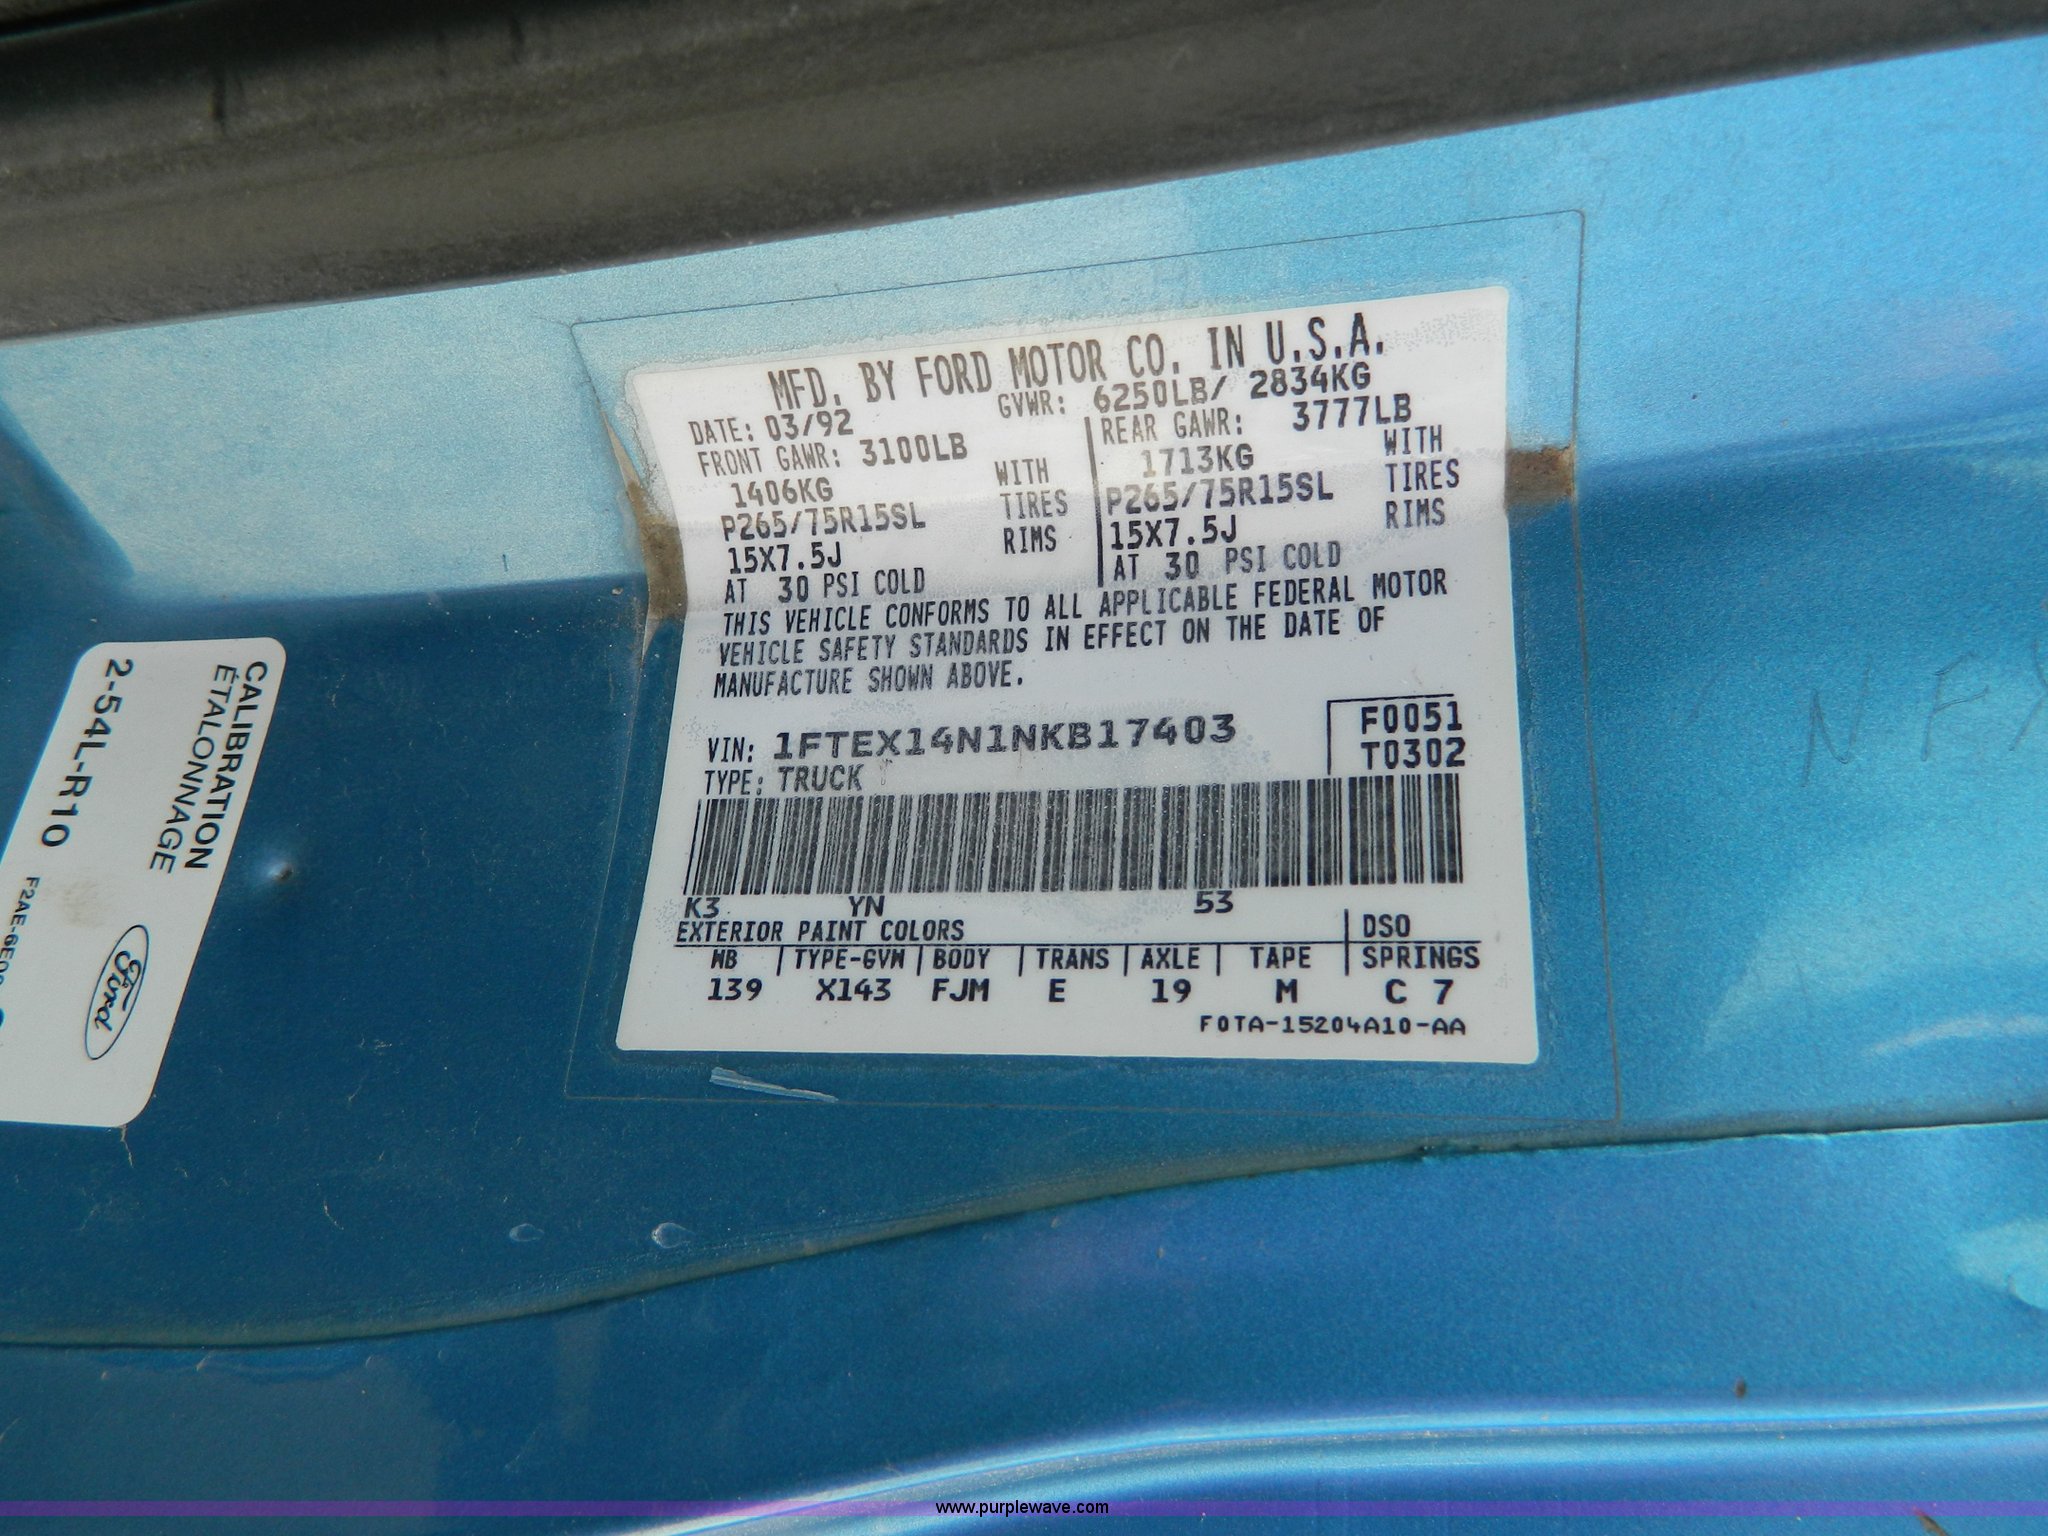 MFD. BY FORD MOTOR CO. IN U.S.A.
DATE: 03/92 GVWR: 6250LB/ 2834KG
FRONT GAWR: 3100LB
1406KG WITH
P265/75R15SL TIRES
15X7.5J RIMS
AT 30 PSI COLD
REAR GAWR: 3777LB
1713KG WITH
P265/75R15SL TIRES
15X7.5J RIMS
AT 30 PSI COLD
THIS VEHICLE CONFORMS TO ALL APPLICABLE FEDERAL MOTOR
VEHICLE SAFETY STANDARDS IN EFFECT ON THE DATE OF
MANUFACTURE SHOWN ABOVE.
VIN: 1FTEX14N1NKB17403
TYPE: TRUCK
F0051
T0302
K3 YN 53
EXTERIOR PAINT COLORS DSO
WB TYPE-GVW BODY TRANS AXLE TAPE SPRINGS
139 X143 FJM E 19 M C 7
F0TA-15204A10-AA
CALIBRATION
ÉTALONNAGE
2-54L-R10
Ford
www.purplewave.com